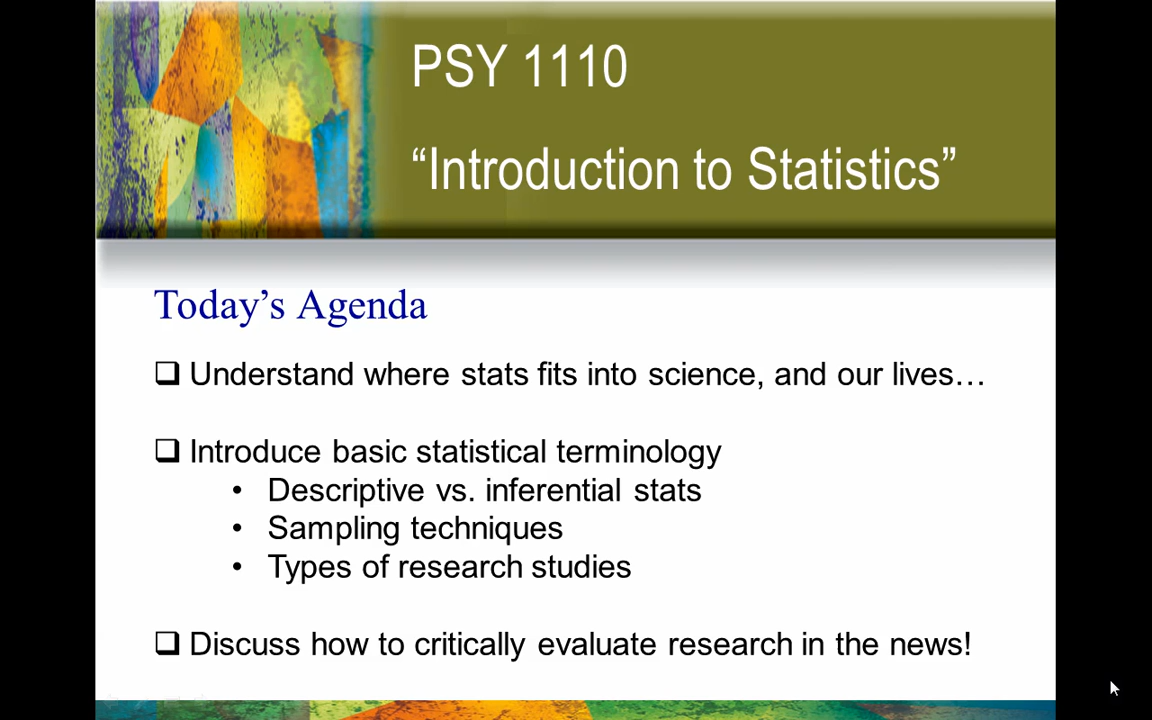 PSY 1110
“Introduction to Statistics”
Today’s Agenda
❑ Understand where stats fits into science, and our lives…
❑ Introduce basic statistical terminology
• Descriptive vs. inferential stats
• Sampling techniques
• Types of research studies
❑ Discuss how to critically evaluate research in the news!